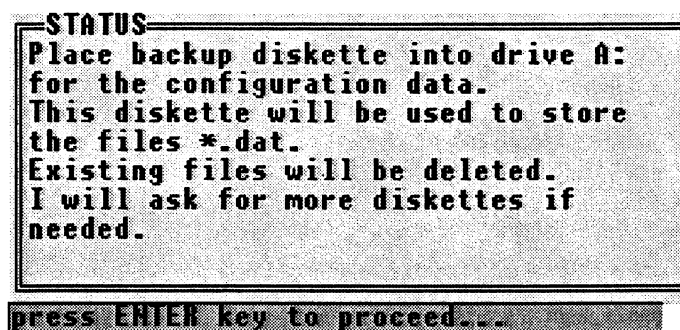 STATUS
Place backup diskette into drive A:
for the configuration data.
This diskette will be used to store
the files *.dat.
Existing files will be deleted.
I will ask for more diskettes if
needed.
press ENTER key to proceed...